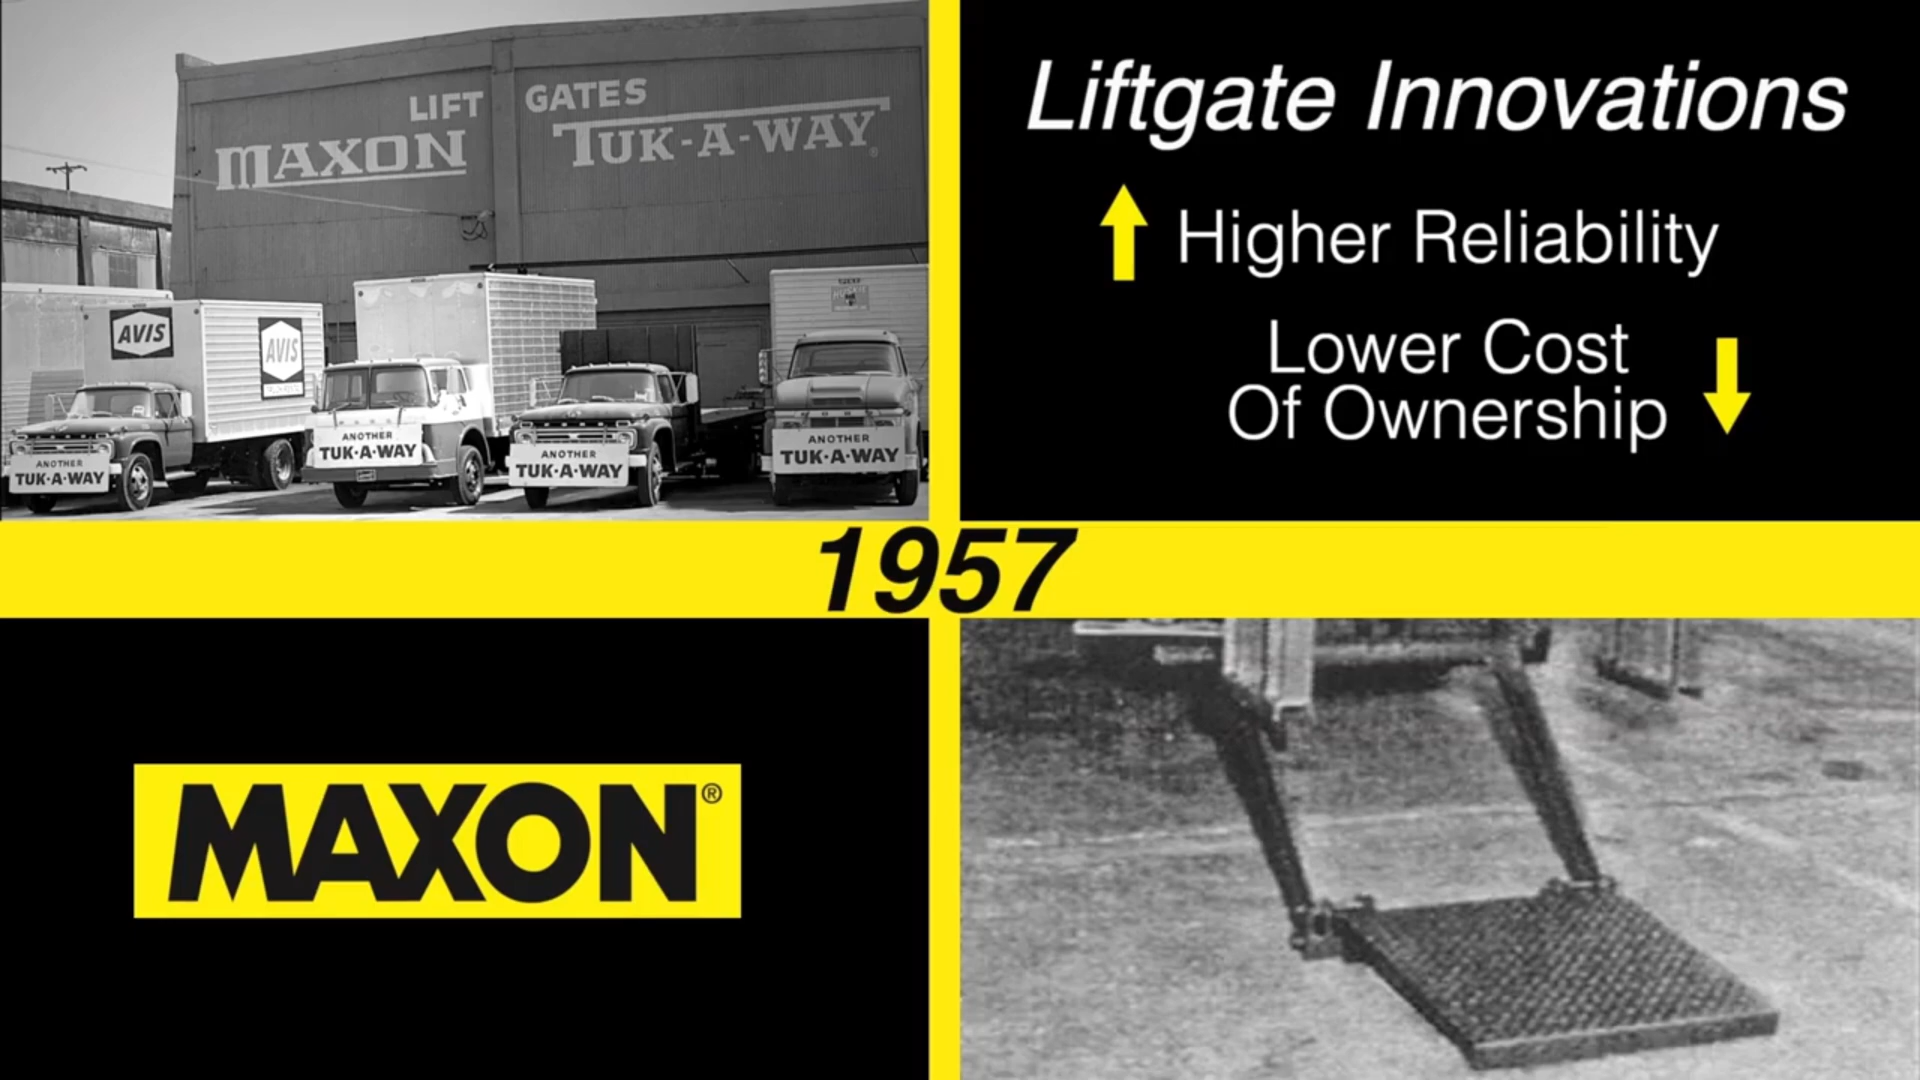 LIFT GATES
MAXON TUK-A-WAY®
AVIS
AVIS
ANOTHER
TUK·A·WAY
ANOTHER
TUK·A·WAY
ANOTHER
TUK·A·WAY
ANOTHER
TUK·A·WAY
Liftgate Innovations
Higher Reliability
Lower Cost
Of Ownership
1957
MAXON®